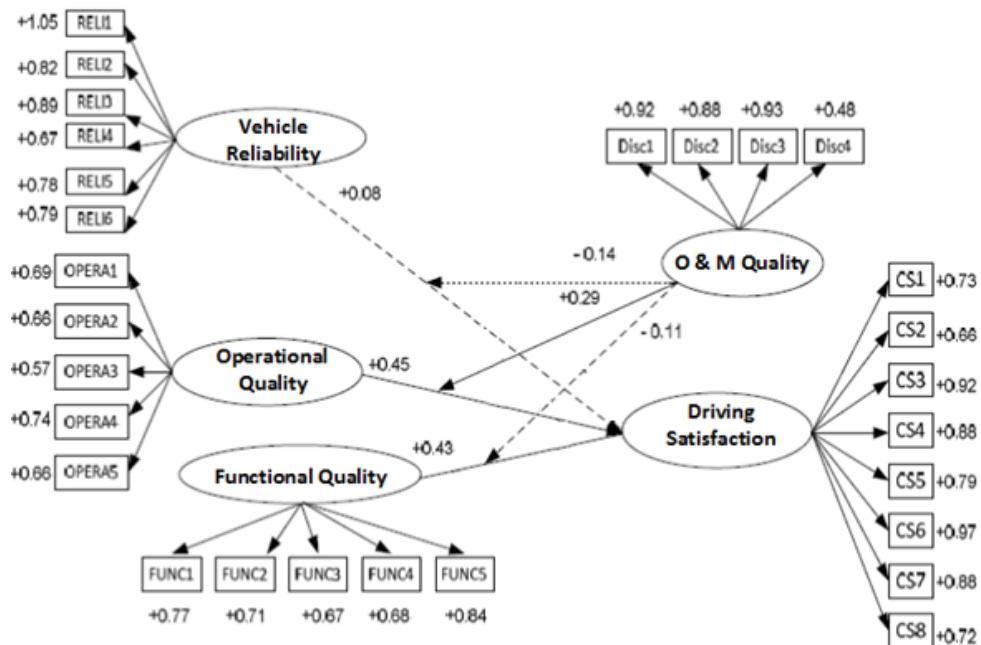 +1.05 RELI1
+0.82 RELI2
+0.89 RELI3
+0.67 RELI4
+0.78 RELI5
+0.79 RELI6
Vehicle
Reliability
+0.08
+0.92 +0.88 +0.93 +0.48
Disc1 Disc2 Disc3 Disc4
O & M Quality
-0.14
+0.29
-0.11
+0.69 OPERA1
+0.66 OPERA2
+0.57 OPERA3
+0.74 OPERA4
+0.66 OPERA5
Operational
Quality
+0.45
Functional Quality
+0.43
Driving
Satisfaction
CS1 +0.73
CS2 +0.66
CS3 +0.92
CS4 +0.88
CS5 +0.79
CS6 +0.97
CS7 +0.88
CS8 +0.72
FUNC1 FUNC2 FUNC3 FUNC4 FUNC5
+0.77 +0.71 +0.67 +0.68 +0.84